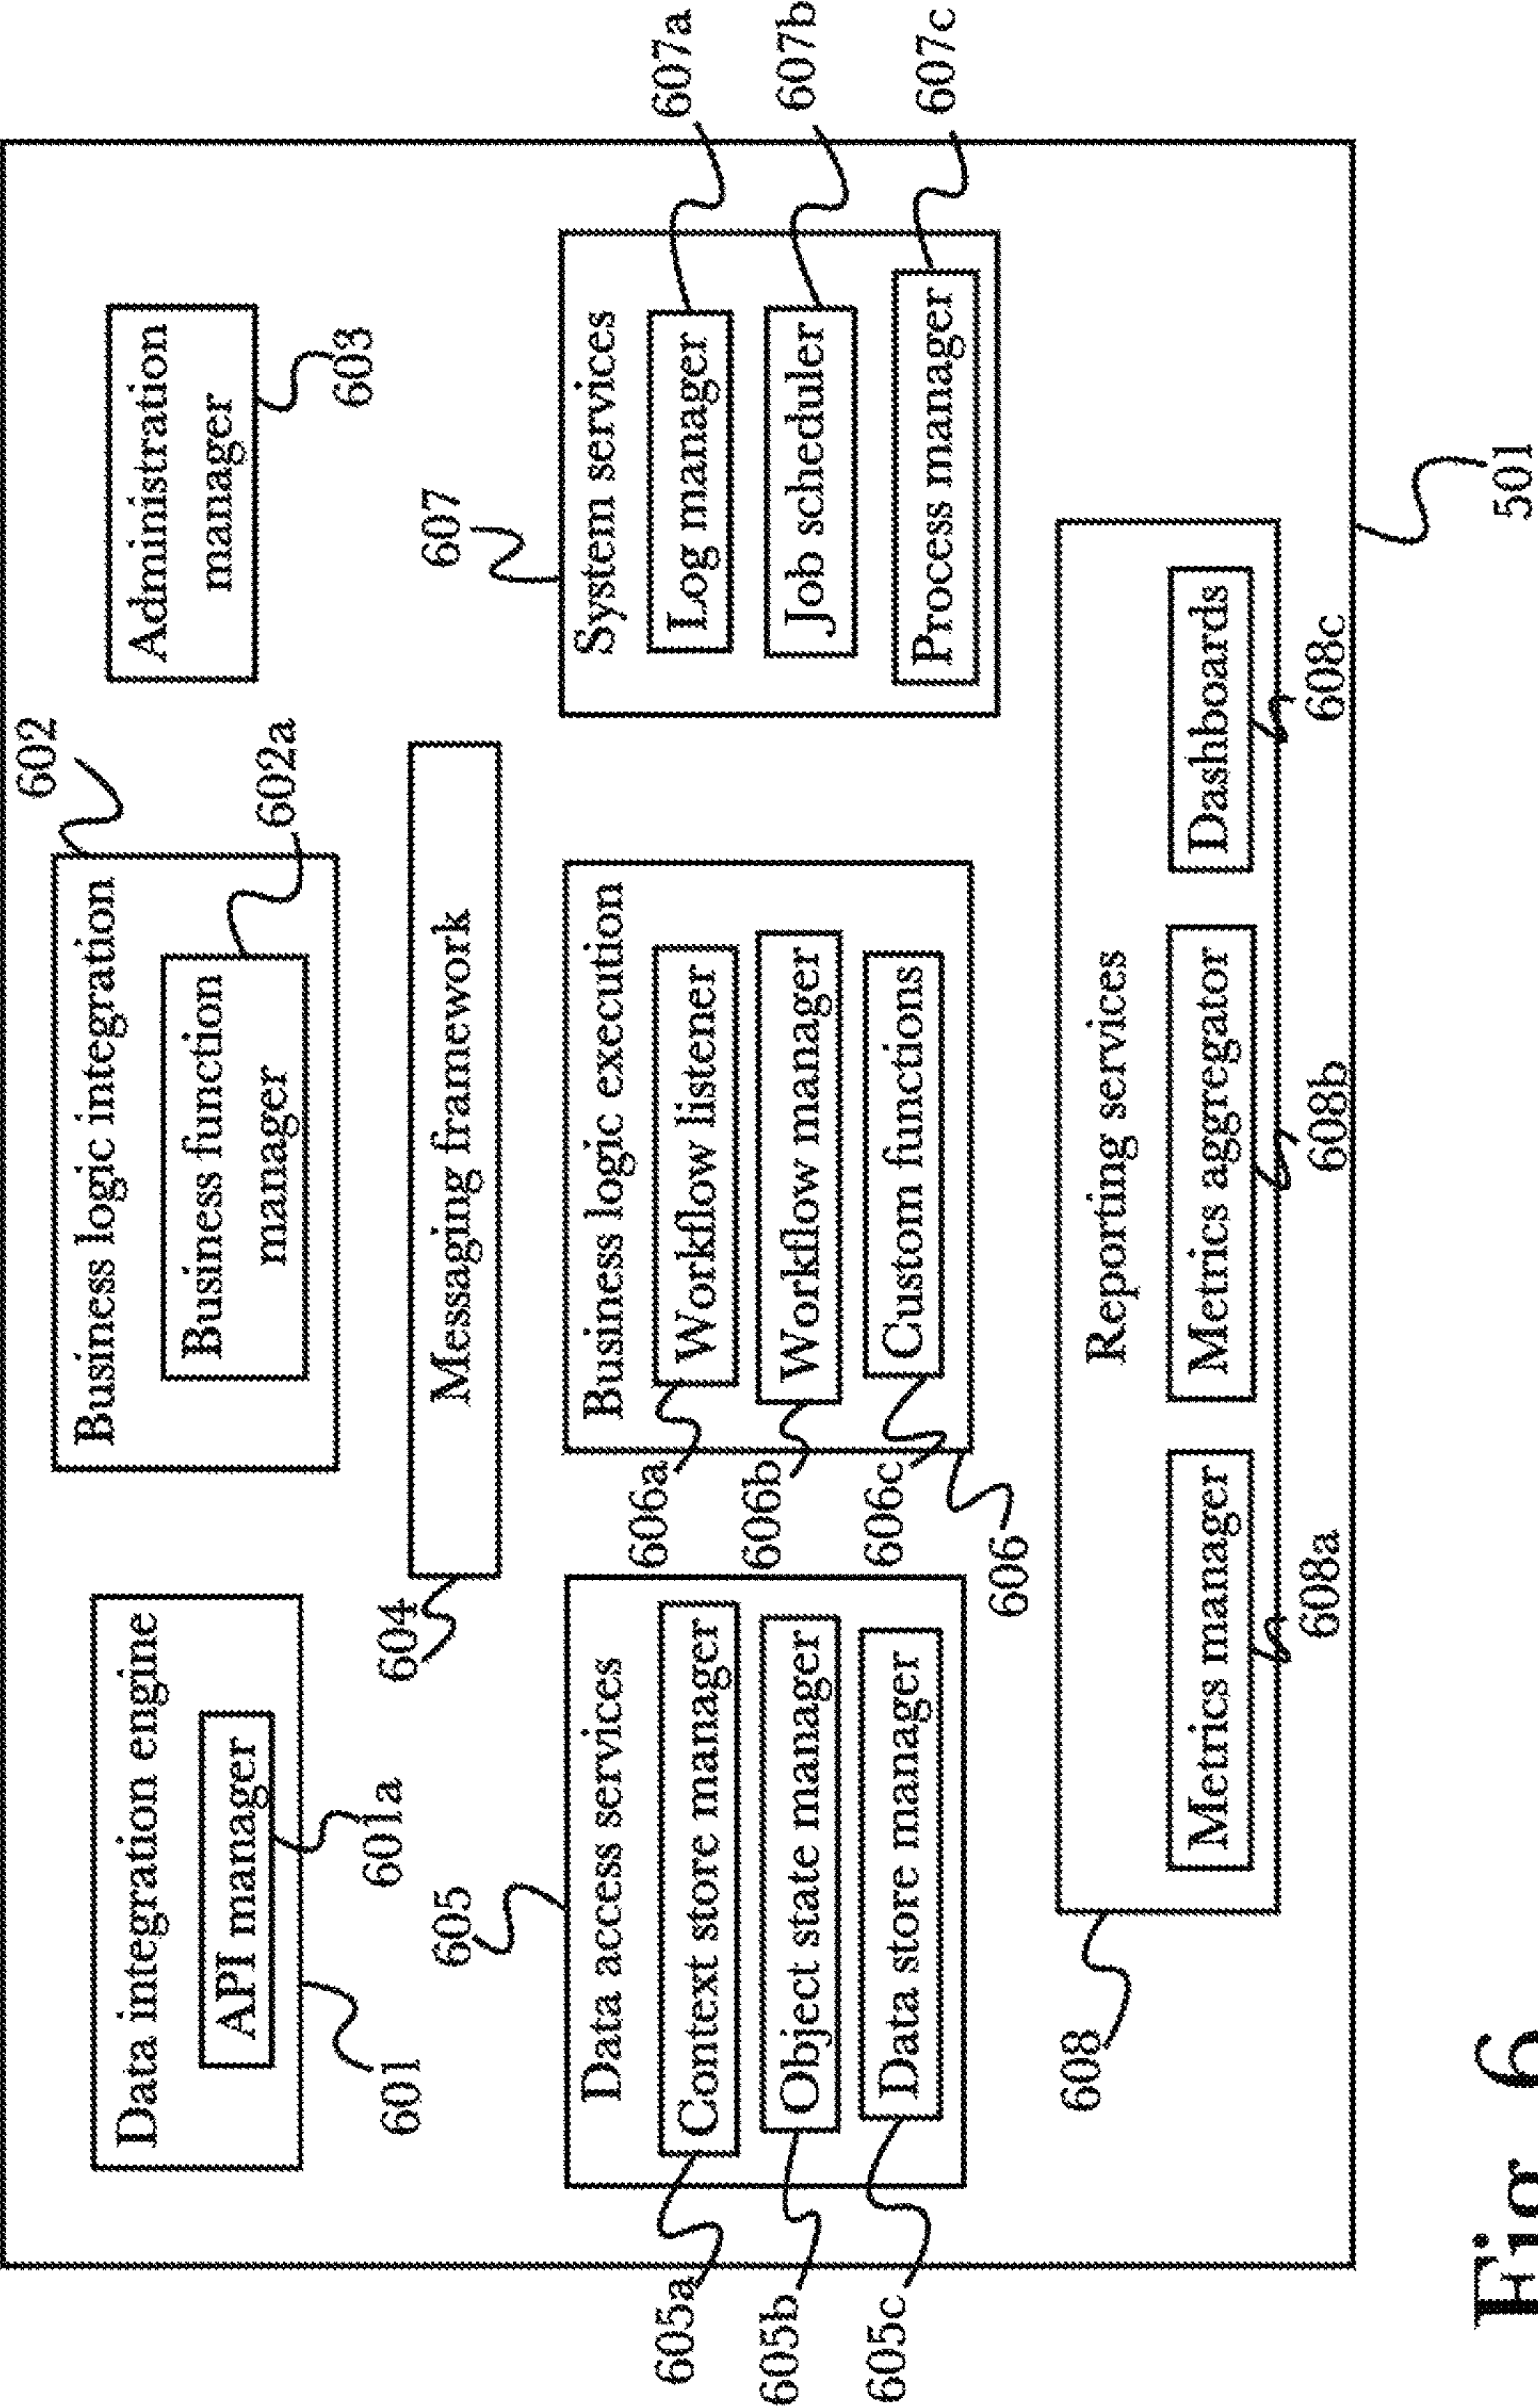 Data integration engine
API manager
601a
601
602
Business logic integration
602a
Business function
manager
Administration
manager
603
604
Messaging framework
605
Data access services
Context store manager
Object state manager
Data store manager
605a
605b
605c
Business logic execution
606a
Workflow listener
606b
Workflow manager
606c
Custom functions
606
607
System services
Log manager
Job scheduler
Process manager
607a
607b
607c
608
Reporting services
Metrics manager
Metrics aggregator
Dashboards
608a
608b
608c
501
Fig. 6